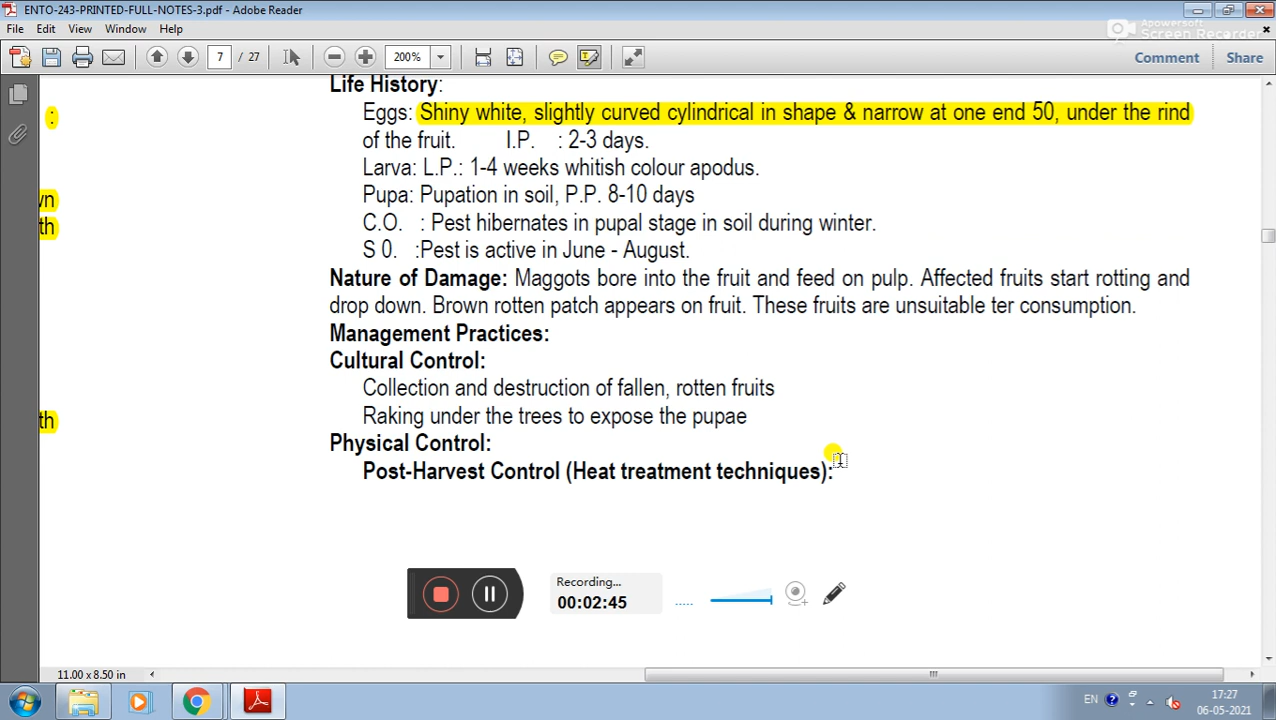 ENTO-243-PRINTED-FULL-NOTES-3.pdf - Adobe Reader
Apowersoft
Screen Recorder
File Edit View Window Help
7 / 27 200% Comment Share
Life History:
: Eggs: Shiny white, slightly curved cylindrical in shape & narrow at one end 50, under the rind
of the fruit. I.P. : 2-3 days.
Larva: L.P.: 1-4 weeks whitish colour apodus.
wn Pupa: Pupation in soil, P.P. 8-10 days
th C.O. : Pest hibernates in pupal stage in soil during winter.
S 0. :Pest is active in June - August.
Nature of Damage: Maggots bore into the fruit and feed on pulp. Affected fruits start rotting and
drop down. Brown rotten patch appears on fruit. These fruits are unsuitable ter consumption.
Management Practices:
Cultural Control:
Collection and destruction of fallen, rotten fruits
th Raking under the trees to expose the pupae
Physical Control:
Post-Harvest Control (Heat treatment techniques):
Recording...
00:02:45
11.00 x 8.50 in
EN 17:27
06-05-2021